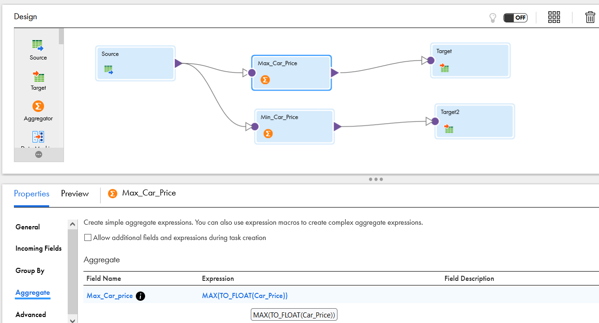 Design
OFF
Source
Target
Aggregator
Source
Max_Car_Price
Min_Car_Price
Target
Target2
Properties
Preview
Max_Car_Price
General
Incoming Fields
Group By
Aggregate
Advanced
Create simple aggregate expressions. You can also use expression macros to create complex aggregate expressions.
Allow additional fields and expressions during task creation
Aggregate
Field Name Expression Field Description
Max_Car_price MAX(TO_FLOAT(Car_Price))
MAX(TO_FLOAT(Car_Price))